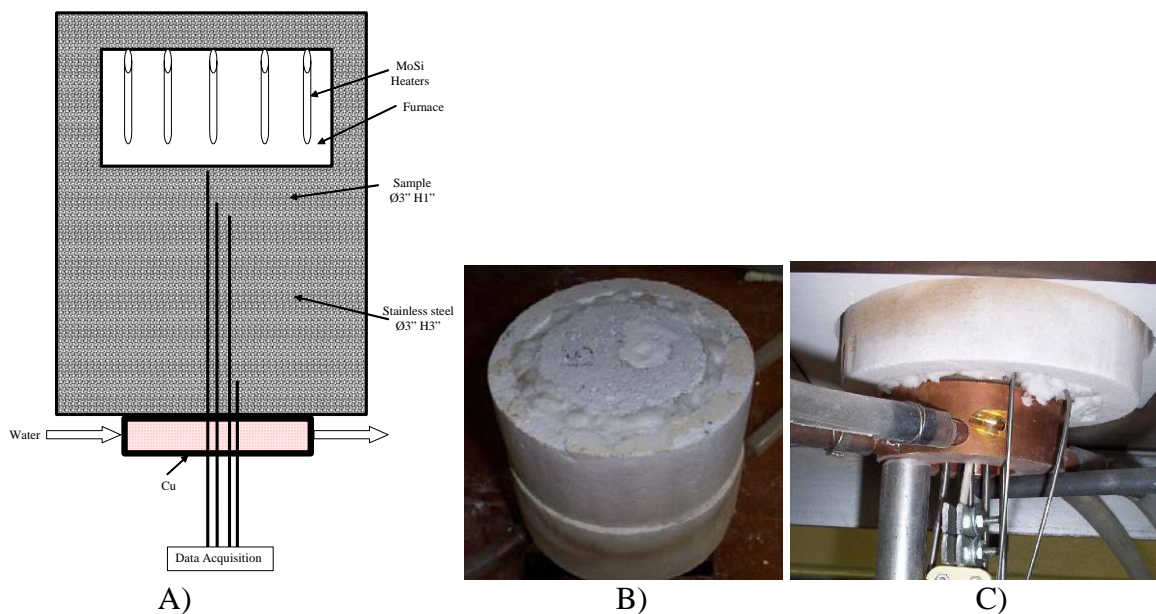 MoSi
Heaters
Furnace
Sample
Ø3” H1”
Stainless steel
Ø3” H3”
Water
Cu
Data Acquisition
A)
B)
C)